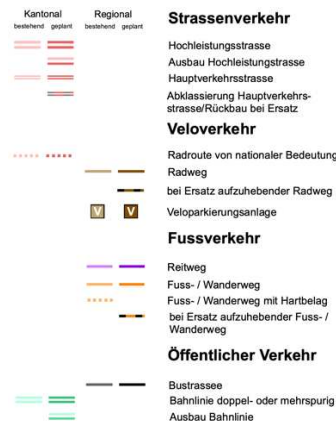 Kantonal Regional
bestehend geplant bestehend geplant
Strassenverkehr
Hochleistungsstrasse
Ausbau Hochleistungstrasse
Hauptverkehrsstrasse
Abklassierung Hauptverkehrs-
strasse/Rückbau bei Ersatz
Veloverkehr
Radroute von nationaler Bedeutung
Radweg
bei Ersatz aufzuhebender Radweg
V V Veloparkierungsanlage
Fussverkehr
Reitweg
Fuss- / Wanderweg
Fuss- / Wanderweg mit Hartbelag
bei Ersatz aufzuhebender Fuss- /
Wanderweg
Öffentlicher Verkehr
Bustrassee
Bahnlinie doppel- oder mehrspurig
Ausbau Bahnlinie